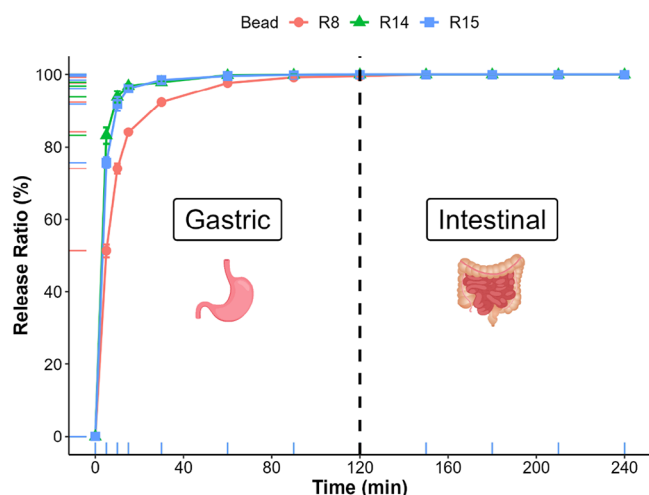 Bead R8 R14 R15
Release Ratio (%)
100
80
60
40
20
0
Gastric
Intestinal
0 40 80 120 160 210 240
Time (min)